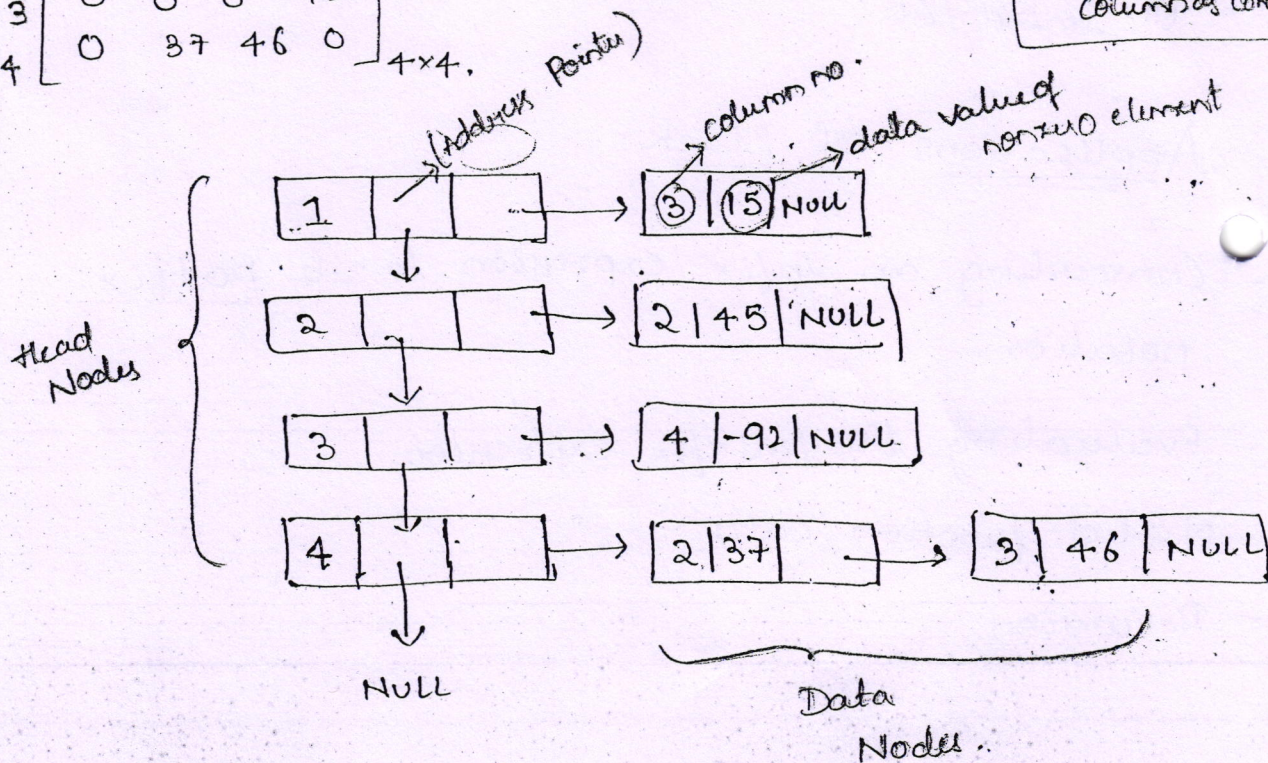 3
4 0 37 46 0 4×4.
columns
(Address Pointer)
column no.
data value of
nonzero element
1 3 15 NULL
2 2 45 NULL
Head
Nodes
3 4 -92 NULL
4 2 37 3 46 NULL
NULL
Data
Nodes.